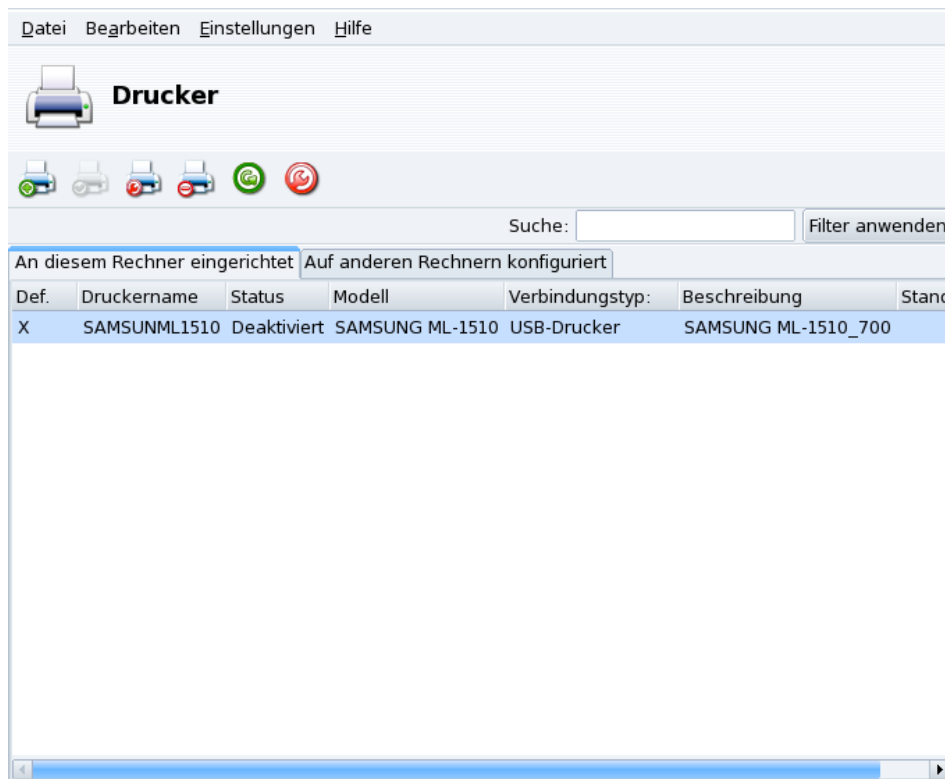 Datei Bearbeiten Einstellungen Hilfe
Drucker
Suche: Filter anwenden
An diesem Rechner eingerichtet Auf anderen Rechnern konfiguriert
Def. Druckername Status Modell Verbindungstyp: Beschreibung Stand
X SAMSUNML1510 Deaktiviert SAMSUNG ML-1510 USB-Drucker SAMSUNG ML-1510_700